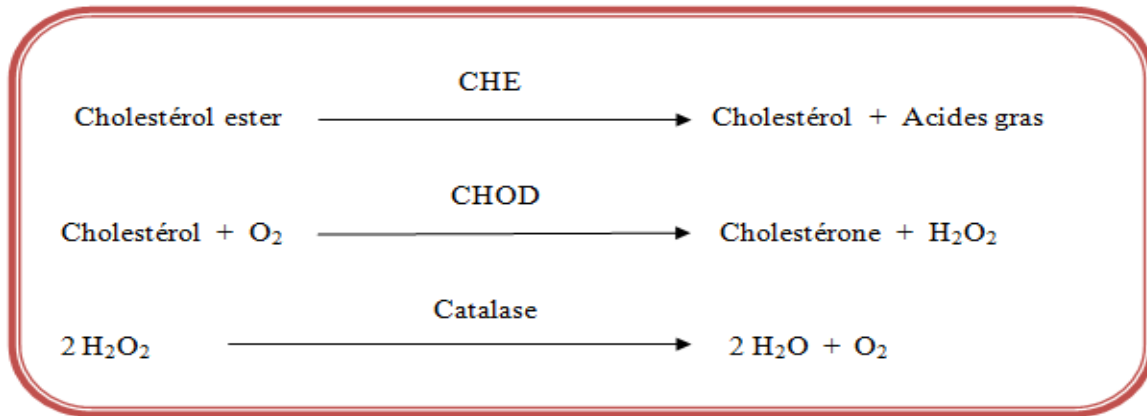 CHE
Cholestérol ester Cholestérol + Acides gras
CHOD
Cholestérol + O₂ Cholestérone + H₂O₂
Catalase
2 H₂O₂ 2 H₂O + O₂